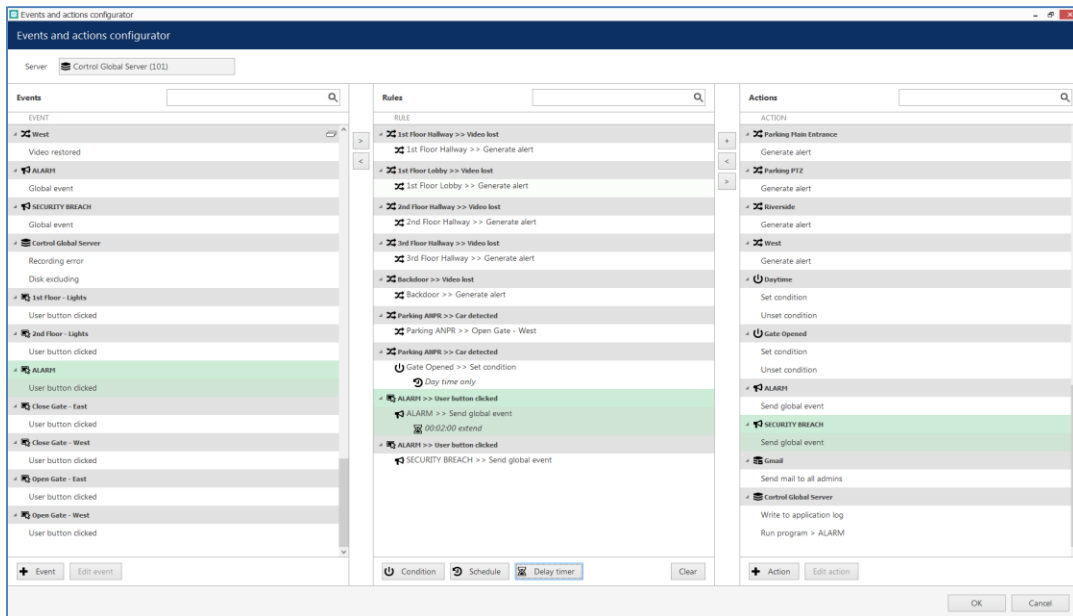 Events and actions configurator
Events and actions configurator
Server
Cortrol Global Server (101)
Events
EVENT
West
Video restored
ALARM
Global event
SECURITY BREACH
Global event
Cortrol Global Server
Recording error
Disk excluding
1st Floor - Lights
User button clicked
2nd Floor - Lights
User button clicked
ALARM
User button clicked
Close Gate - East
User button clicked
Close Gate - West
User button clicked
Open Gate - East
User button clicked
Open Gate - West
User button clicked
+ Event
Edit event
>
<
Rules
RULE
1st Floor Hallway >> Video lost
1st Floor Hallway >> Generate alert
1st Floor Lobby >> Video lost
1st Floor Lobby >> Generate alert
2nd Floor Hallway >> Video lost
2nd Floor Hallway >> Generate alert
3rd Floor Hallway >> Video lost
3rd Floor Hallway >> Generate alert
Backdoor >> Video lost
Backdoor >> Generate alert
Parking ANPR >> Car detected
Parking ANPR >> Open Gate - West
Parking ANPR >> Car detected
Gate Opened >> Set condition
Day time only
ALARM >> User button clicked
ALARM >> Send global event
00:02:00 extend
ALARM >> User button clicked
SECURITY BREACH >> Send global event
Condition
Schedule
Delay timer
Clear
+
<
>
Actions
ACTION
Parking Main Entrance
Generate alert
Parking PTZ
Generate alert
Riverside
Generate alert
West
Generate alert
Daytime
Set condition
Unset condition
Gate Opened
Set condition
Unset condition
ALARM
Send global event
SECURITY BREACH
Send global event
Gmail
Send mail to all admins
Cortrol Global Server
Write to application log
Run program > ALARM
+ Action
Edit action
OK
Cancel